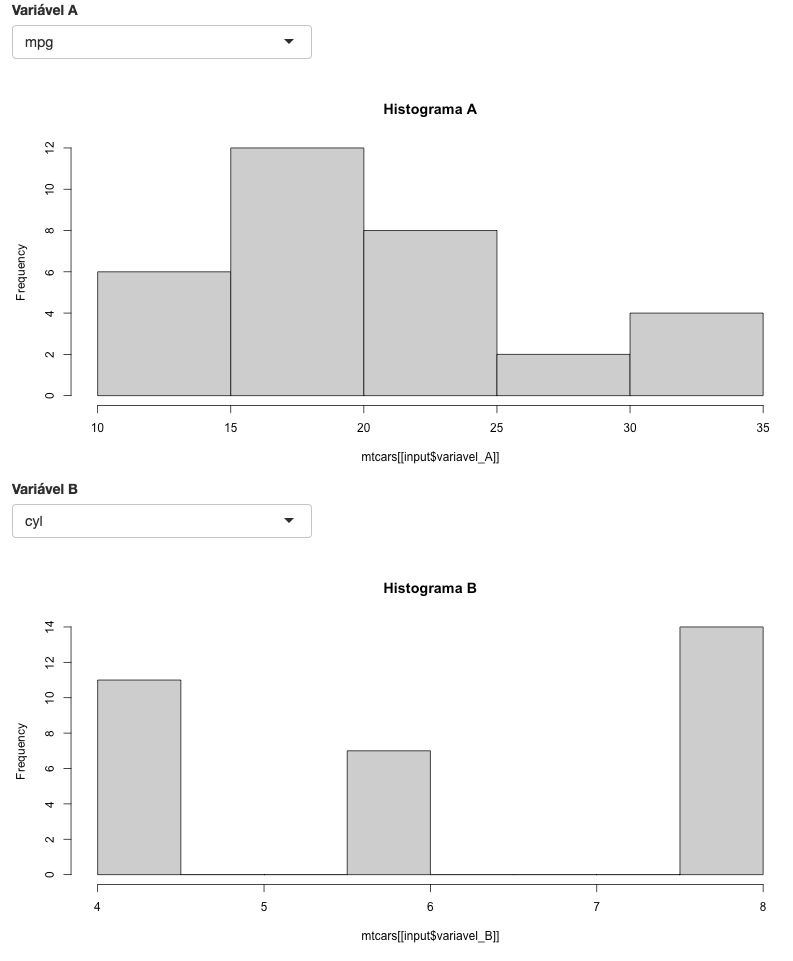 Variável A
mpg
Histograma A
Frequency
12
10
8
6
4
2
0
10 15 20 25 30 35
mtcars[[input$variavel_A]]
Variável B
cyl
Histograma B
Frequency
14
12
10
8
6
4
2
0
4 5 6 7 8
mtcars[[input$variavel_B]]